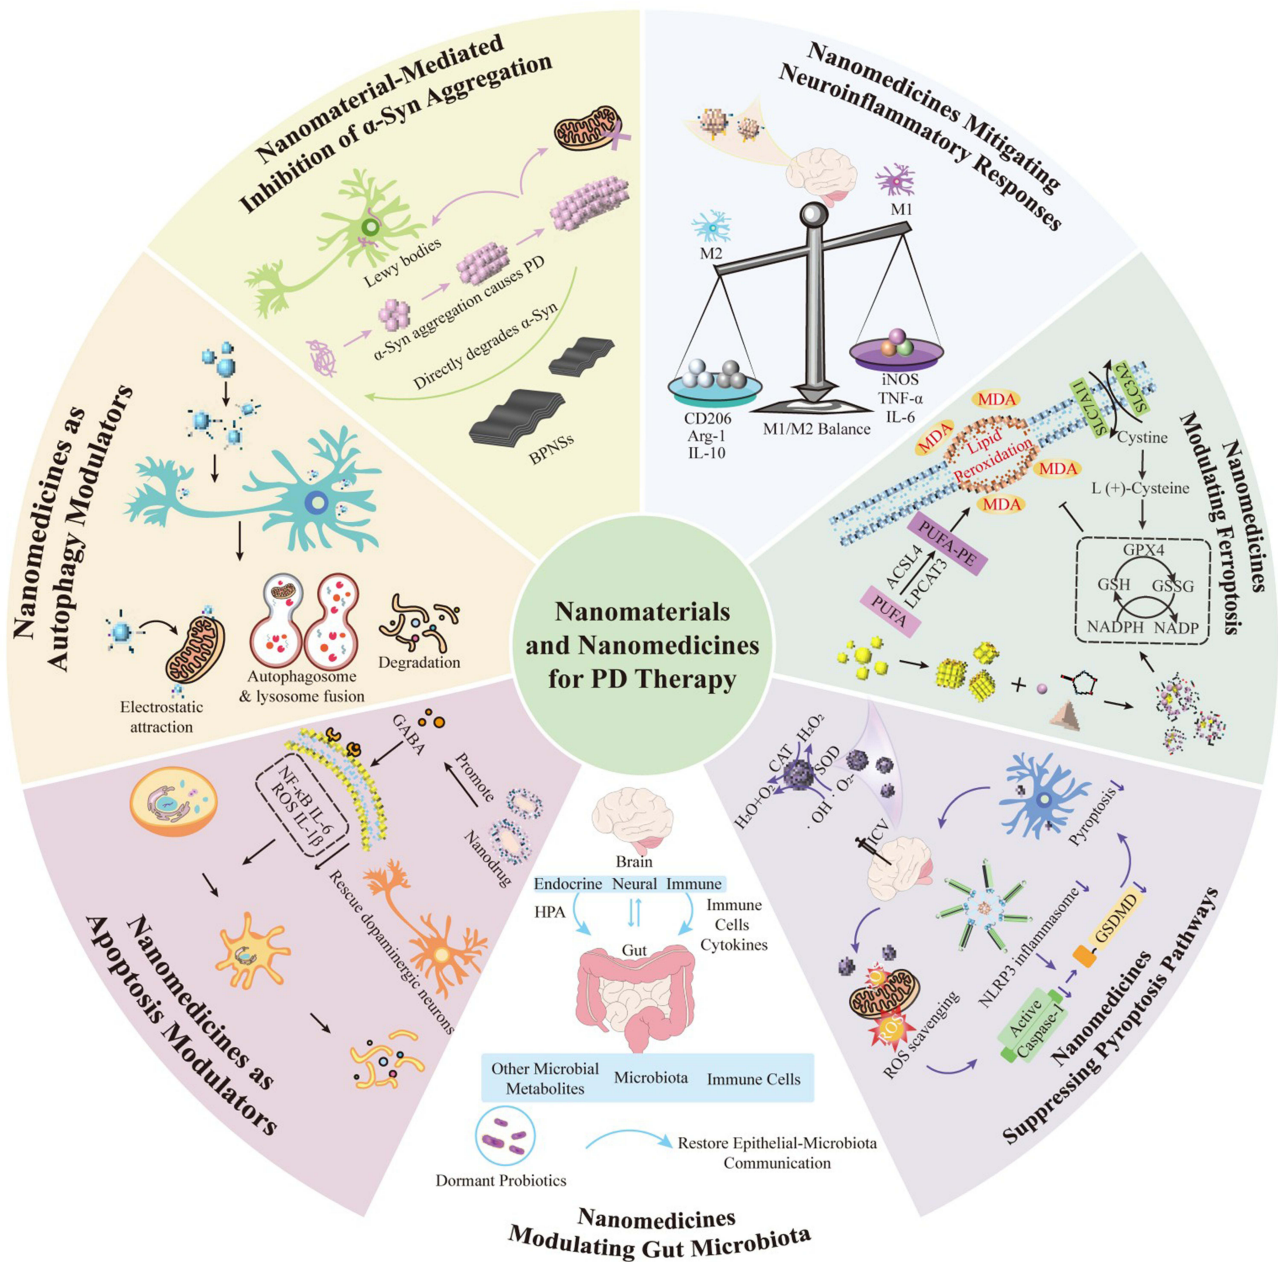 Nanomaterial-Mediated
Inhibition of α-Syn Aggregation
Lewy bodies
α-Syn aggregation causes PD
Directly degrades α-Syn
BPNSs
Nanomedicines Mitigating
Neuroinflammatory Responses
M1
M2
iNOS
TNF-α
IL-6
CD206
Arg-1
IL-10
M1/M2 Balance
Nanomedicines
Modulating Ferroptosis
SLC7A11
SLC3A2
MDA
MDA
MDA
MDA
Lipid
Peroxidation
Cystine
L (+)-Cysteine
GPX4
GSH
GSSG
NADPH
NADP
PUFA-PE
ACSL4
LPCAT3
PUFA
+
Nanomedicines as
Autophagy Modulators
Electrostatic
attraction
Autophagosome
& lysosome fusion
Degradation
Nanomaterials
and Nanomedicines
for PD Therapy
Nanomedicines as
Apoptosis Modulators
GABA
Promote
Nanodrug
NF-κB IL-6
ROS IL-1β
Rescue dopaminergic neurons
Brain
Endocrine Neural Immune
HPA
Immune
Cells
Cytokines
Gut
Other Microbial
Metabolites
Microbiota
Immune Cells
Dormant Probiotics
Restore Epithelial-Microbiota
Communication
Nanomedicines
Modulating Gut Microbiota
Nanomedicines
Suppressing Pyroptosis Pathways
H₂O₂
CAT
SOD
H₂O+O₂
· OH
· O₂-
ICV
Pyroptosis
NLRP3 inflammasome
GSDMD
Active
Caspase-1
ROS
ROS scavenging